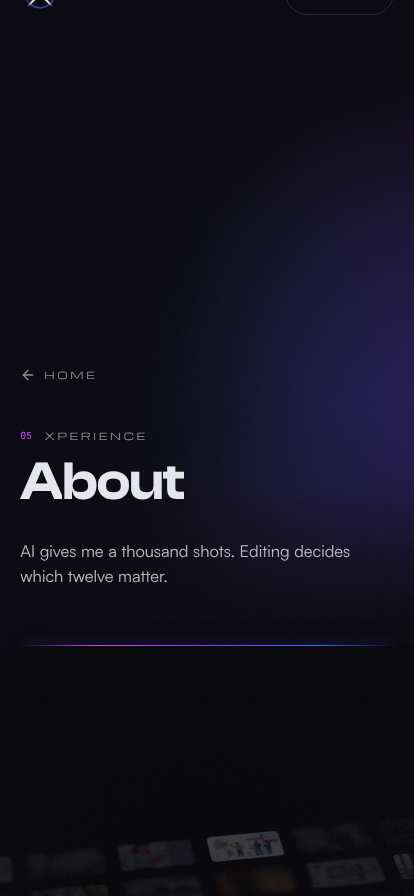 HOME
05 XPERIENCE
About
AI gives me a thousand shots. Editing decides
which twelve matter.